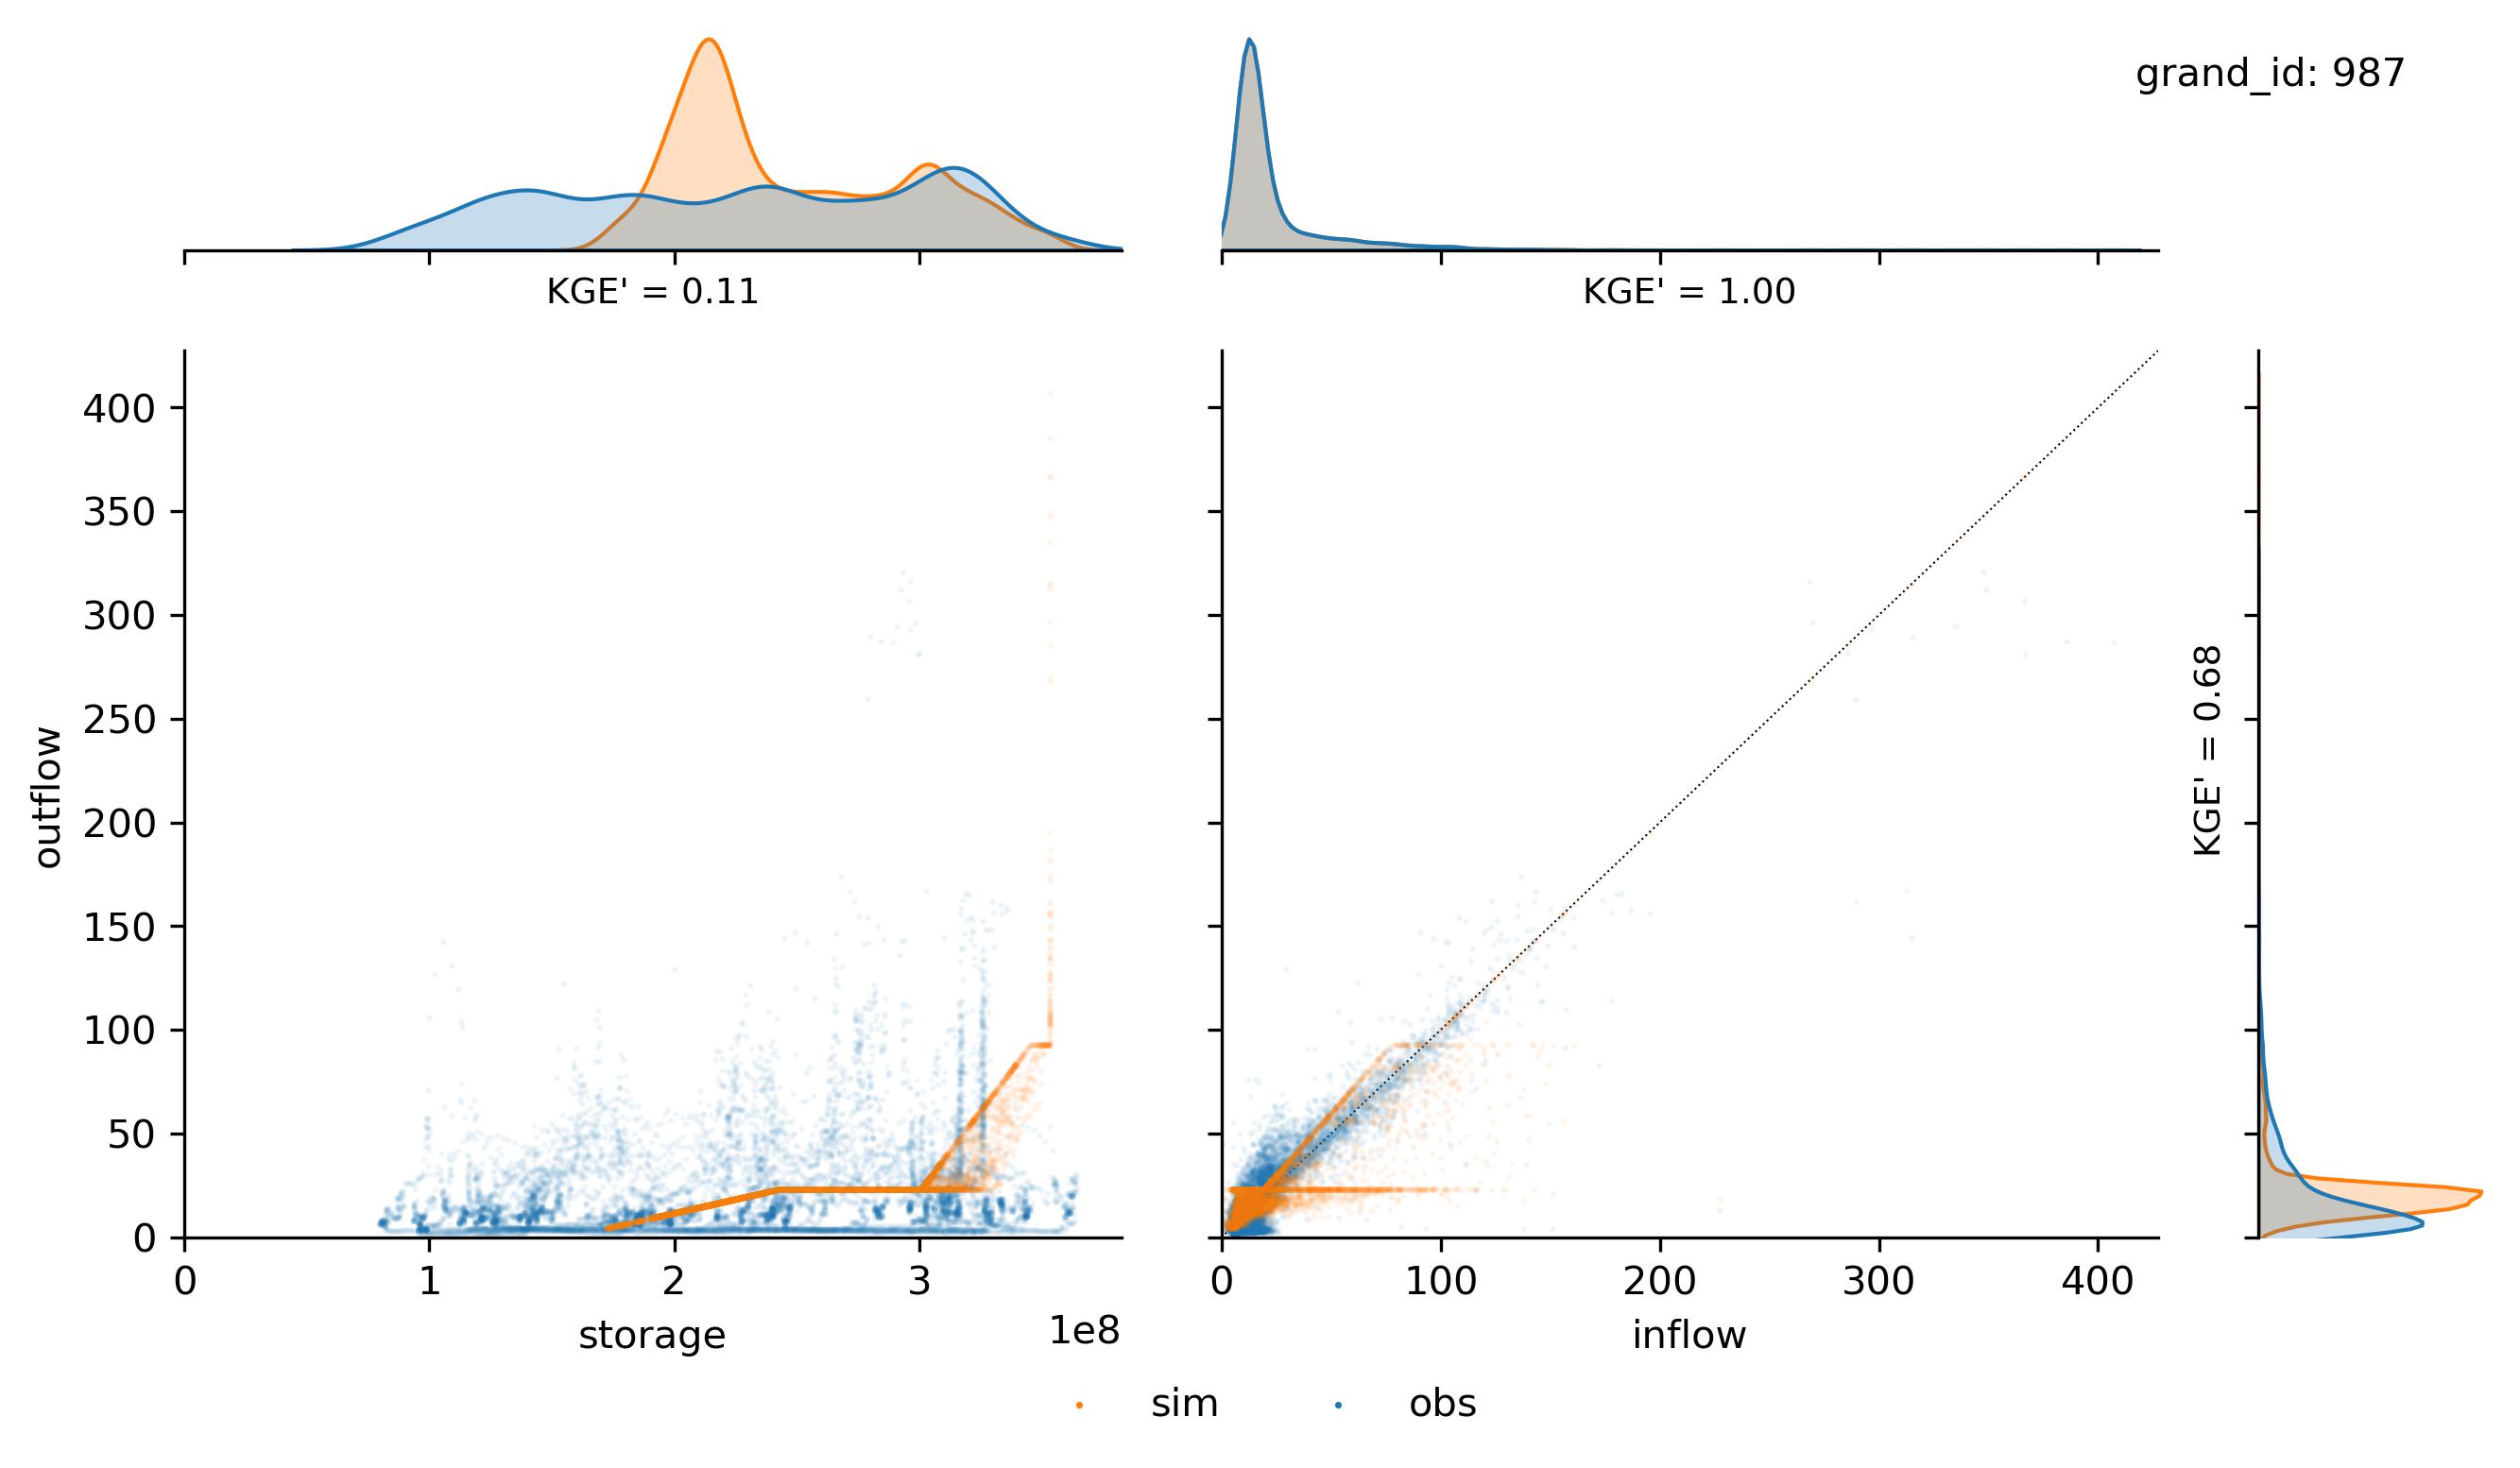 grand_id: 987
KGE' = 0.11
KGE' = 1.00
400
350
300
250
200
150
100
50
0
outflow
KGE' = 0.68
0 1 2 3
1e8
storage
0 100 200 300 400
inflow
sim obs